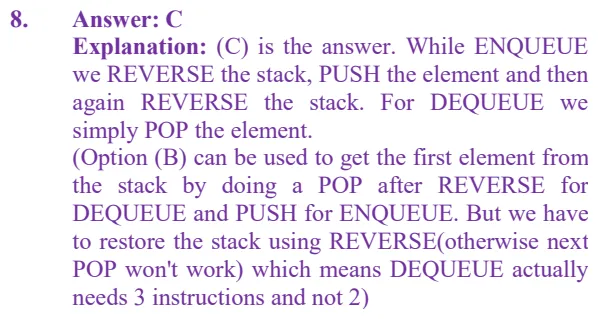 8. Answer: C
Explanation: (C) is the answer. While ENQUEUE
we REVERSE the stack, PUSH the element and then
again REVERSE the stack. For DEQUEUE we
simply POP the element.
(Option (B) can be used to get the first element from
the stack by doing a POP after REVERSE for
DEQUEUE and PUSH for ENQUEUE. But we have
to restore the stack using REVERSE(otherwise next
POP won't work) which means DEQUEUE actually
needs 3 instructions and not 2)